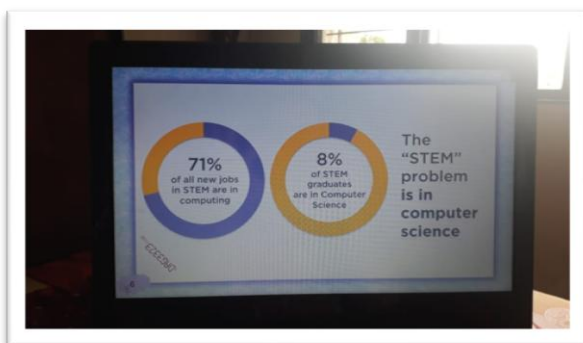 71%
of all new jobs
in STEM are in
computing
8%
of STEM
graduates
are in Computer
Science
The
“STEM”
problem
is in
computer
science